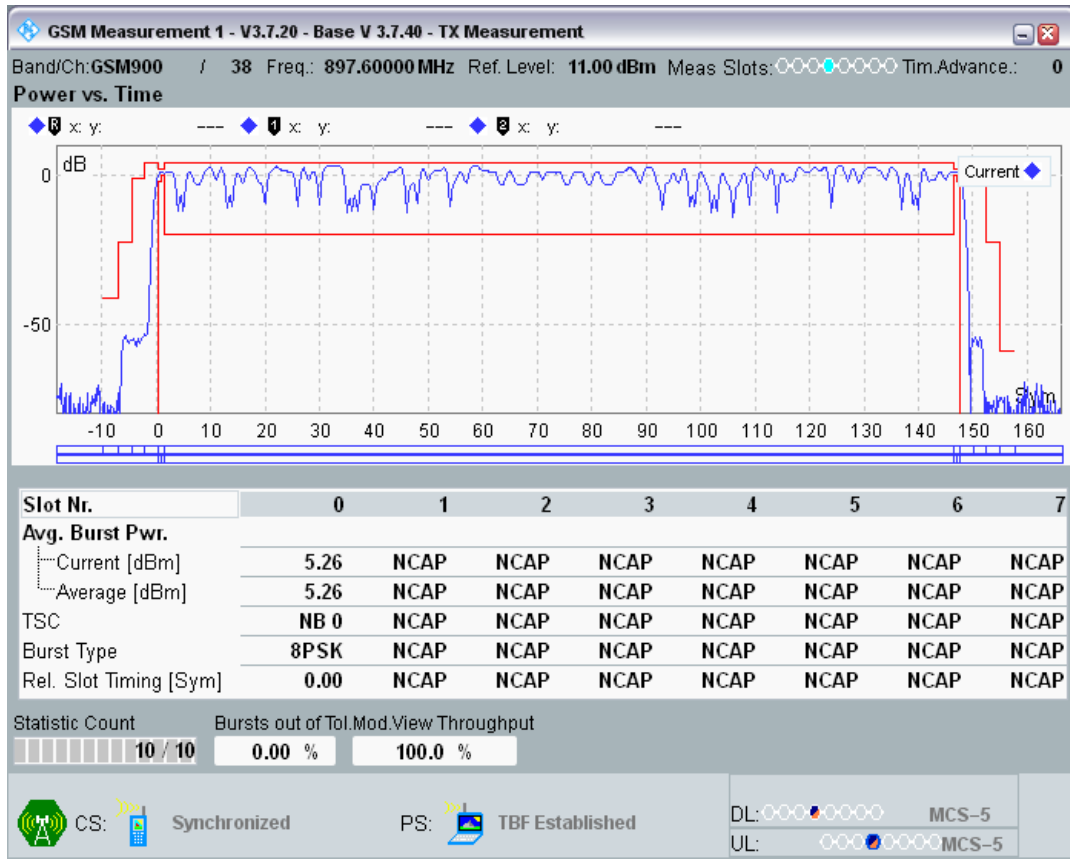 GSM Measurement 1 - V3.7.20 - Base V 3.7.40 - TX Measurement
Band/Ch:GSM900 / 38 Freq.: 897.60000 MHz Ref. Level: 11.00 dBm Meas Slots: Tim.Advance.: 0
Power vs. Time
R x: y: --- 1 x: y: --- 2 x: y: ---
dB
0
Current
-50
Sym
-10 0 10 20 30 40 50 60 70 80 90 100 110 120 130 140 150 160
Slot Nr. 0 1 2 3 4 5 6 7
Avg. Burst Pwr.
Current [dBm] 5.26 NCAP NCAP NCAP NCAP NCAP NCAP NCAP
Average [dBm] 5.26 NCAP NCAP NCAP NCAP NCAP NCAP NCAP
TSC NB 0 NCAP NCAP NCAP NCAP NCAP NCAP NCAP
Burst Type 8PSK NCAP NCAP NCAP NCAP NCAP NCAP NCAP
Rel. Slot Timing [Sym] 0.00 NCAP NCAP NCAP NCAP NCAP NCAP NCAP
Statistic Count Bursts out of Tol. Mod.View Throughput
10 / 10 0.00 % 100.0 %
CS: Synchronized PS: TBF Established
DL: MCS-5
UL: MCS-5